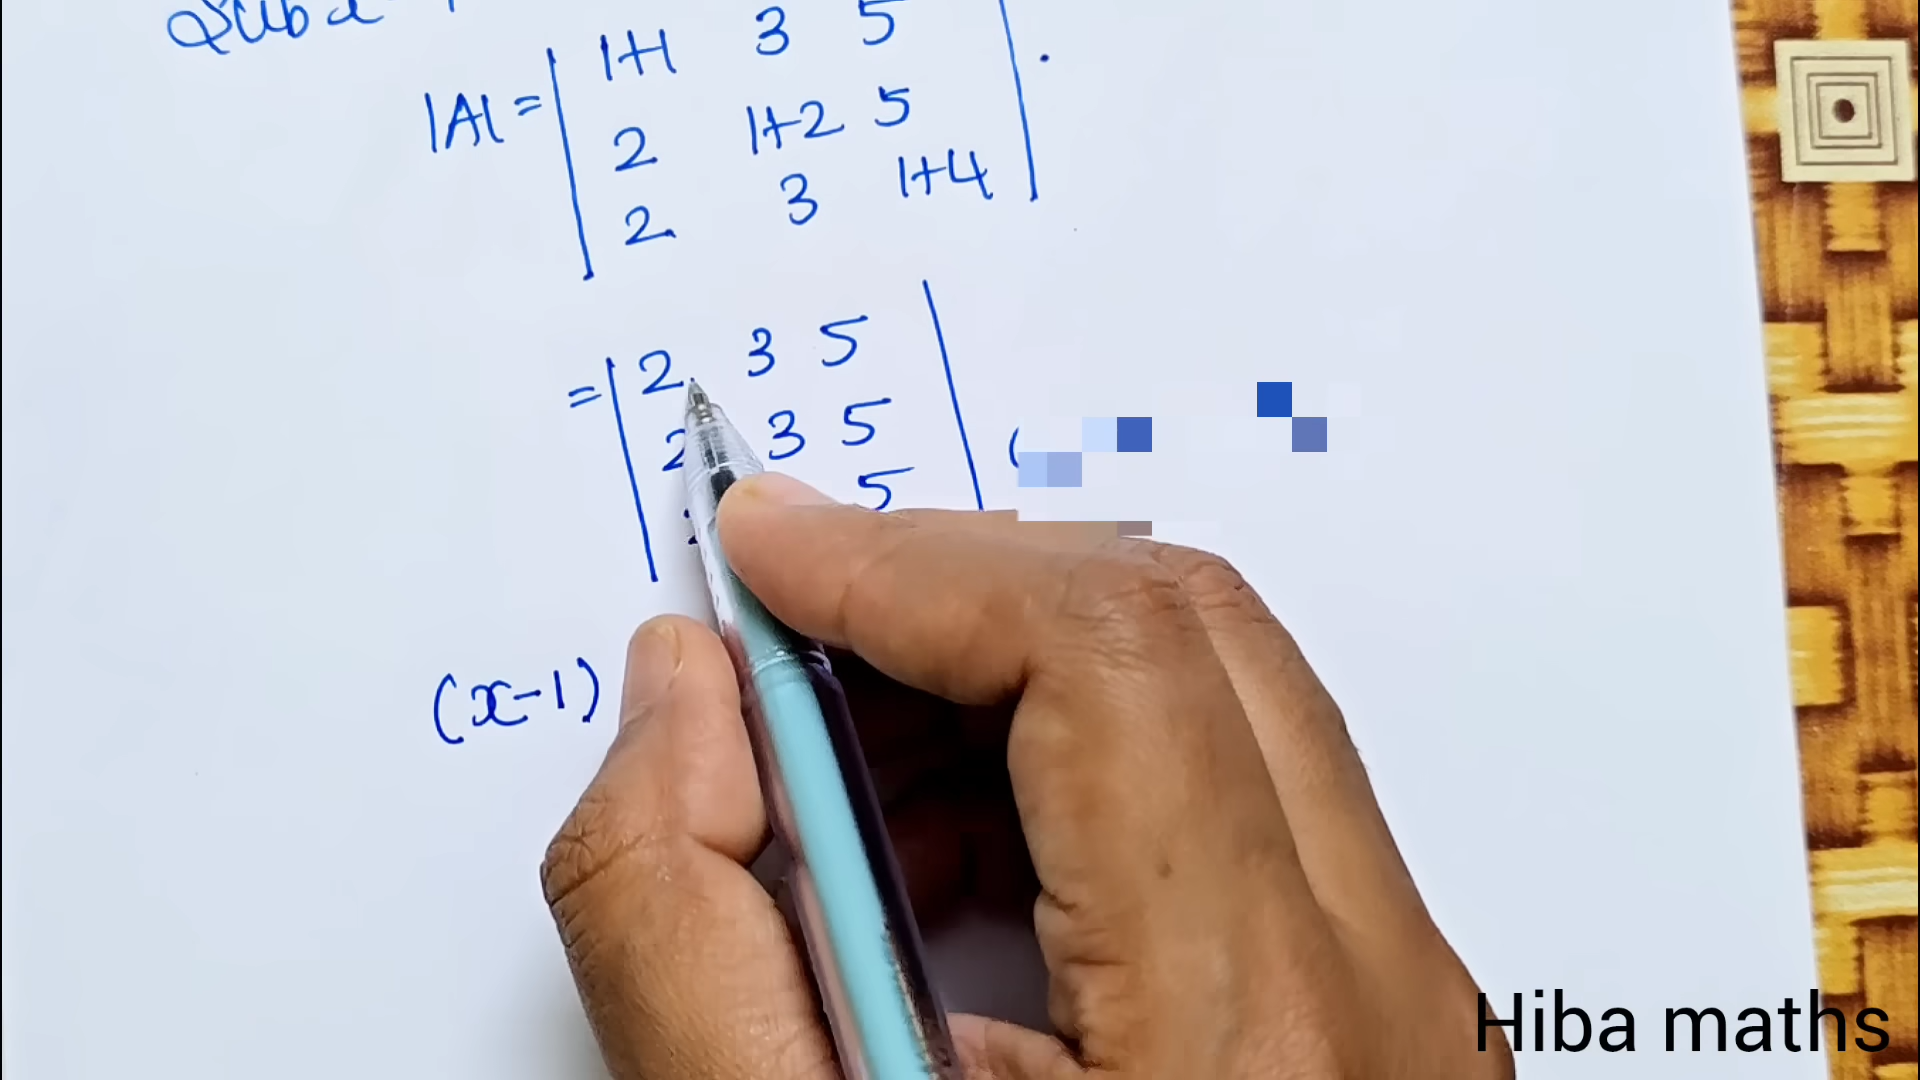 |A| = | 1+1 3 5 | .
2 1+2 5
2 3 1+4
= | 2 3 5 |
2 3 5 (
5
(x-1)
Hiba maths